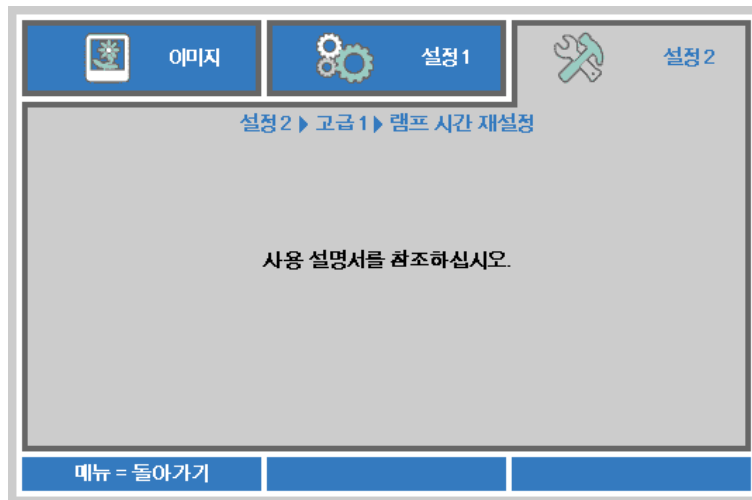 이미지
설정 1
설정 2
설정 2 ▶ 고급 1 ▶ 램프 시간 재설정
사용 설명서를 참조하십시오.
메뉴 = 돌아가기